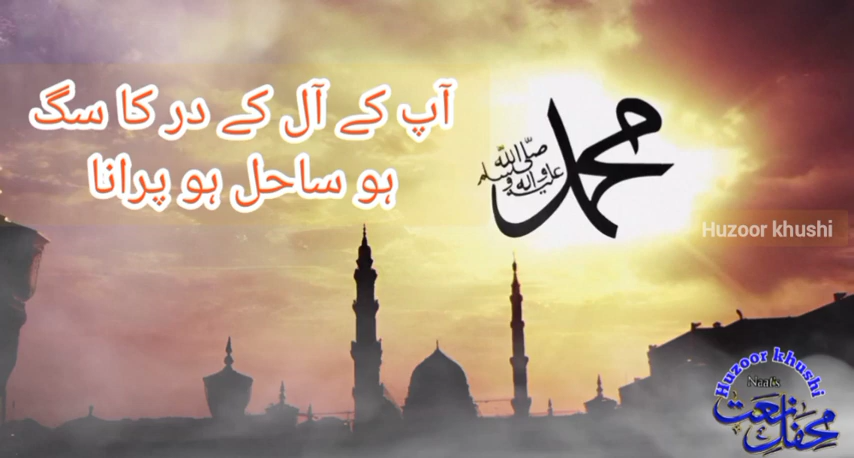 آپ کے آل کے در کا سگ
ہو ساحل ہو پرانا
محمد
صلی اللہ
علیہ وآلہ وسلم
Huzoor khushi
Huzoor khushi
Naats
محفل نعت